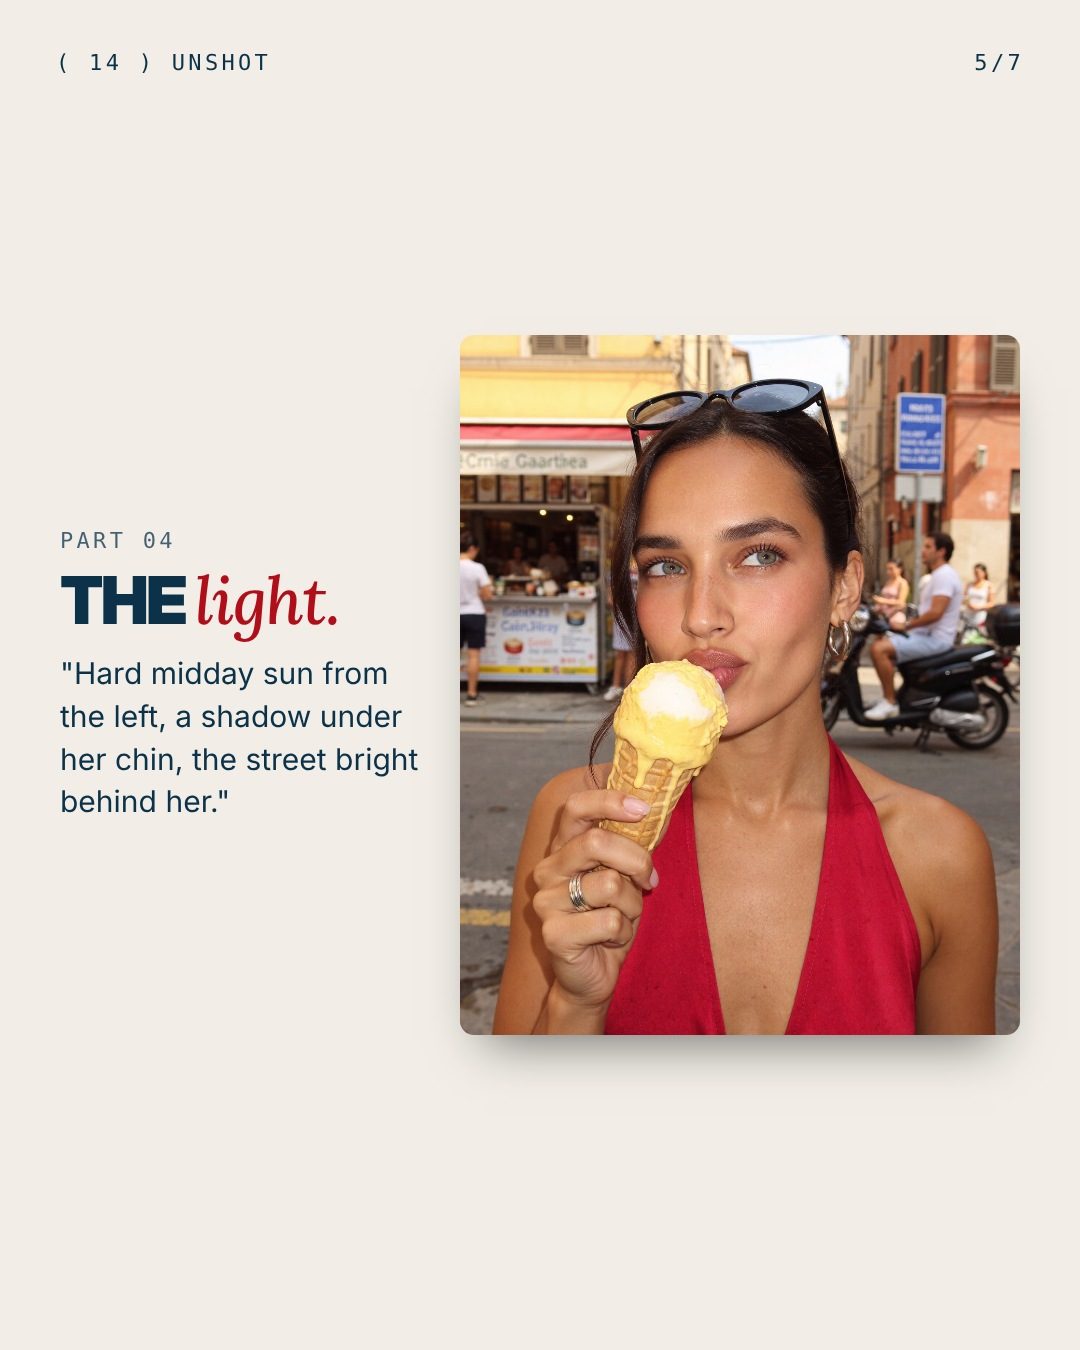 ( 14 ) UNSHOT
5/7
PART 04
THE light.
"Hard midday sun from
the left, a shadow under
her chin, the street bright
behind her."